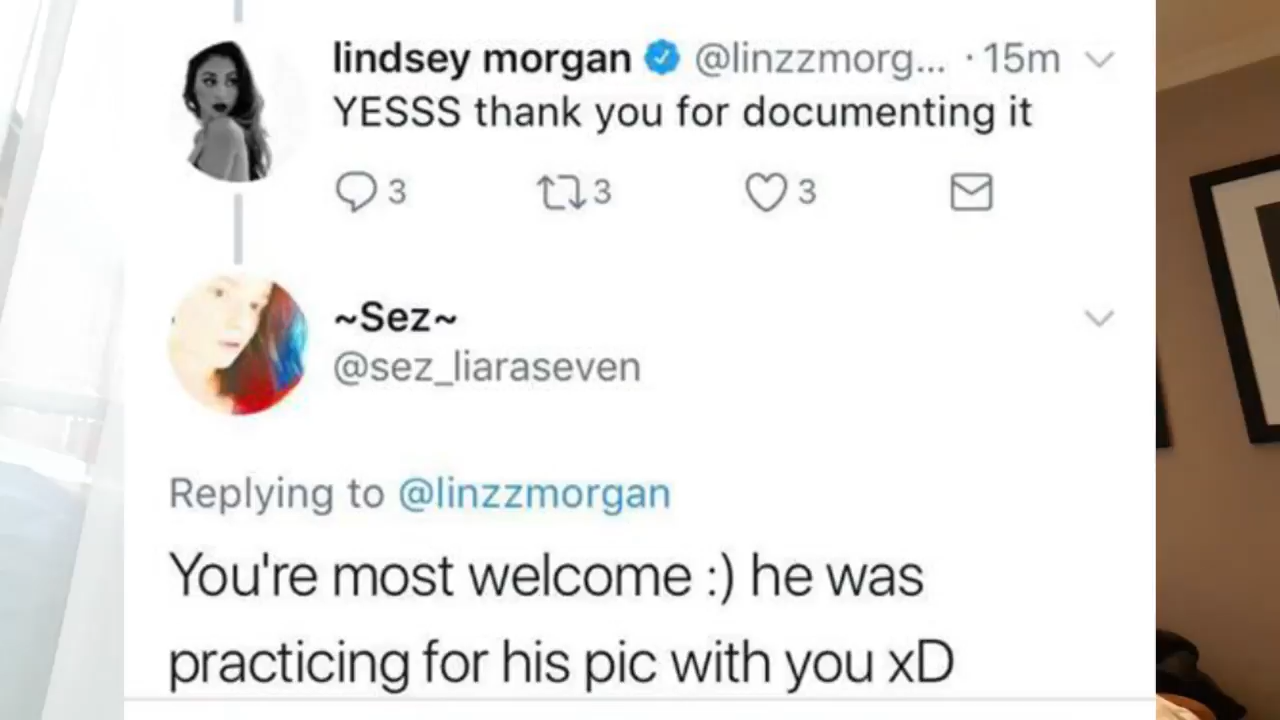 lindsey morgan @linzzmorg... · 15m
YESSS thank you for documenting it
3 3 3
~Sez~
@sez_liaraseven
Replying to @linzzmorgan
You're most welcome :) he was
practicing for his pic with you xD